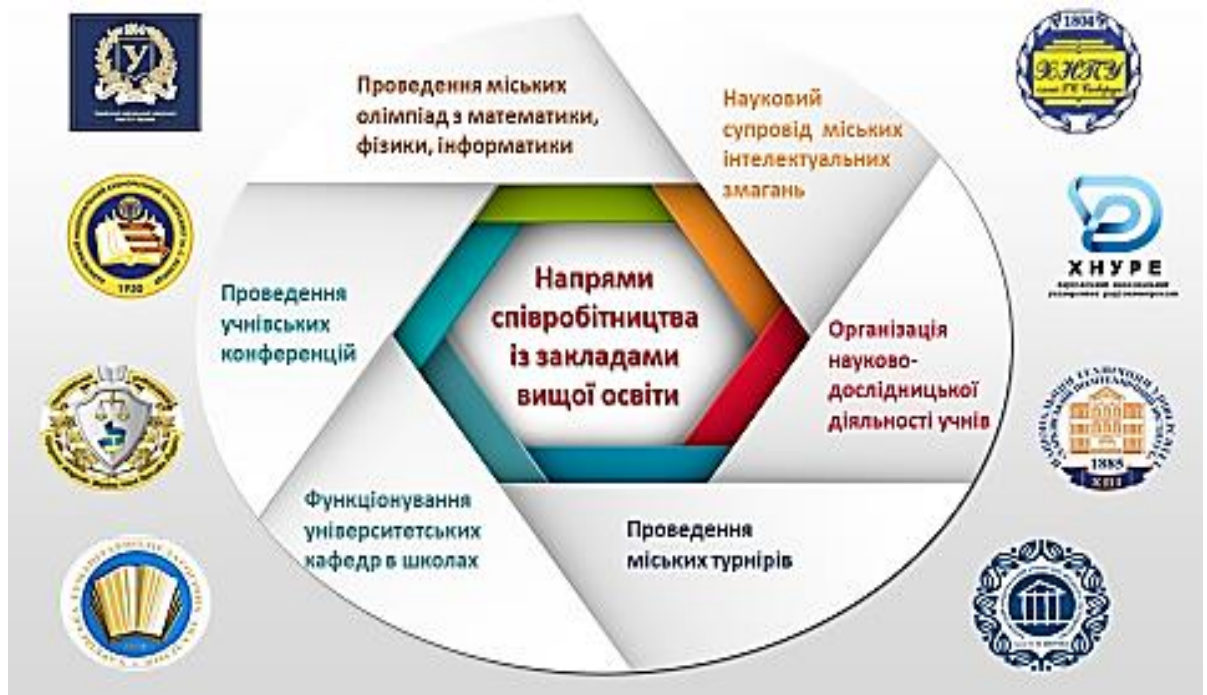 Проведення міських
олімпіад з математики,
фізики, інформатики
Науковий
супровід міських
інтелектуальних
змагань
Організація
науково-
дослідницької
діяльності учнів
Проведення
міських турнірів
Функціонування
університетських
кафедр в школах
Проведення
учнівських
конференцій
Напрями
співробітництва
із закладами
вищої освіти
1804
У
1930
1804
ХНПУ
ХНУРЕ
1885
ХПІ